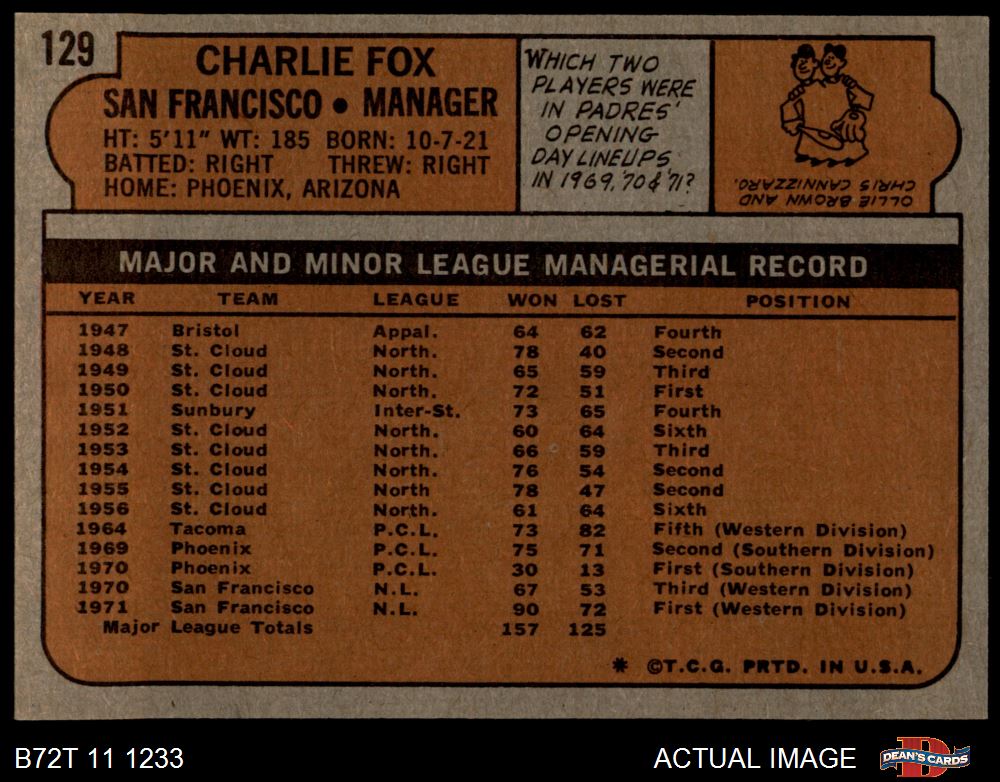 129
CHARLIE FOX
SAN FRANCISCO • MANAGER
HT: 5'11" WT: 185 BORN: 10-7-21
BATTED: RIGHT THREW: RIGHT
HOME: PHOENIX, ARIZONA
WHICH TWO
PLAYERS WERE
IN PADRES'
OPENING
DAY LINEUPS
IN 1969, '70 & '71?
OLLIE BROWN AND
CHRIS CANNIZZARO.
MAJOR AND MINOR LEAGUE MANAGERIAL RECORD
YEAR TEAM LEAGUE WON LOST POSITION
1947 Bristol Appal. 64 62 Fourth
1948 St. Cloud North. 78 40 Second
1949 St. Cloud North. 65 59 Third
1950 St. Cloud North. 72 51 First
1951 Sunbury Inter-St. 73 65 Fourth
1952 St. Cloud North. 60 64 Sixth
1953 St. Cloud North. 66 59 Third
1954 St. Cloud North. 76 54 Second
1955 St. Cloud North 78 47 Second
1956 St. Cloud North. 61 64 Sixth
1964 Tacoma P.C.L. 73 82 Fifth (Western Division)
1969 Phoenix P.C.L. 75 71 Second (Southern Division)
1970 Phoenix P.C.L. 30 13 First (Southern Division)
1970 San Francisco N.L. 67 53 Third (Western Division)
1971 San Francisco N.L. 90 72 First (Western Division)
Major League Totals 157 125
* ©T.C.G. PRTD. IN U.S.A.
B72T 11 1233 ACTUAL IMAGE DEAN'S CARDS